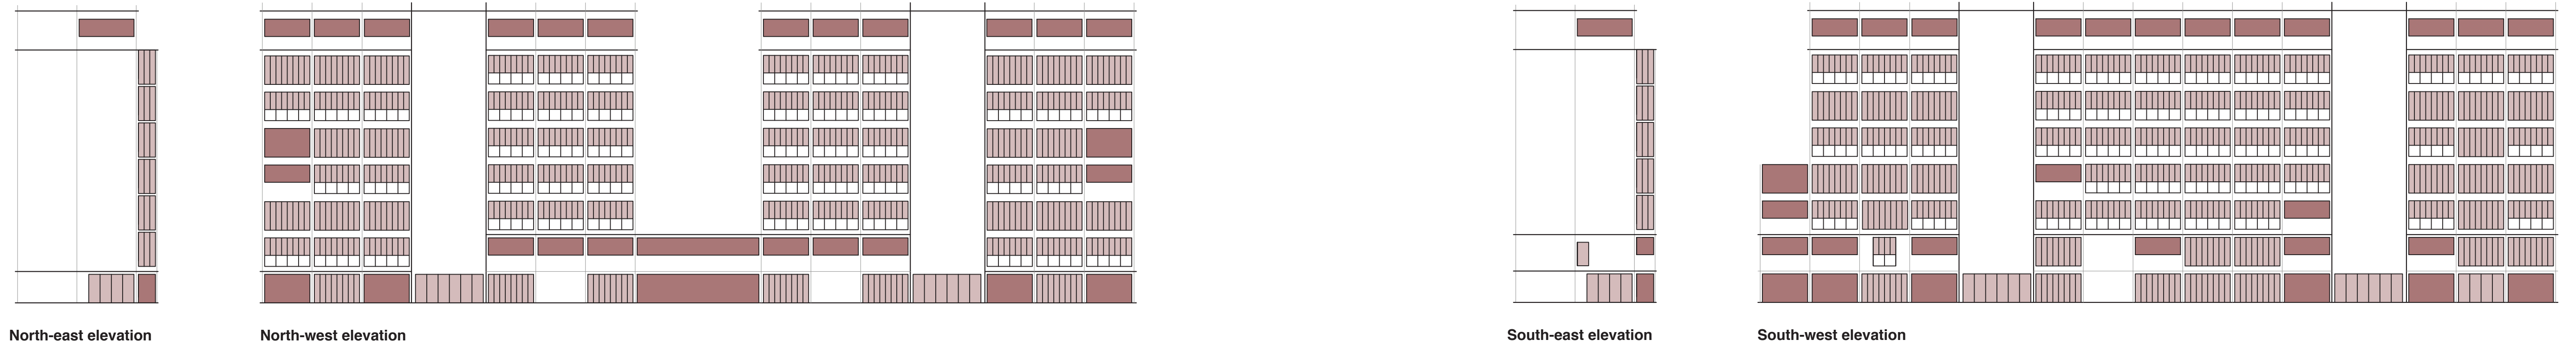 North-east elevation
North-west elevation
South-east elevation
South-west elevation